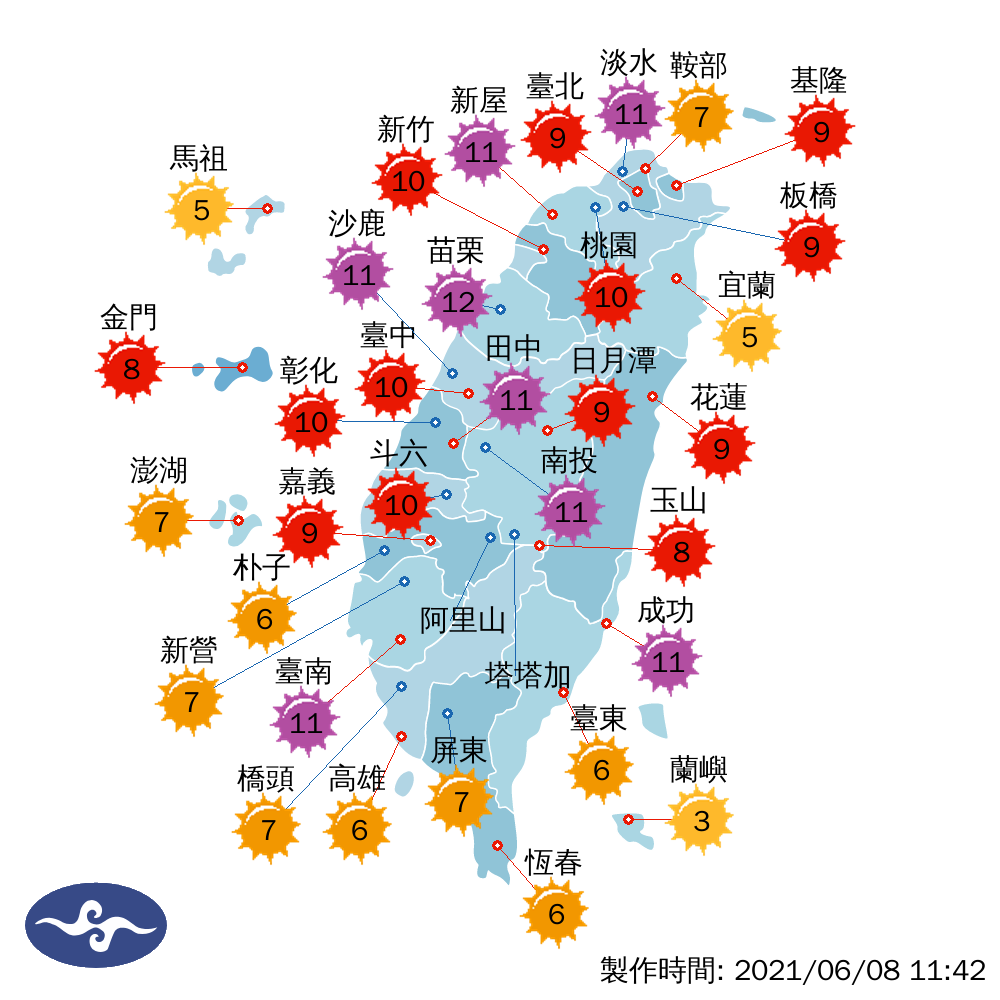 淡水
11
鞍部
7
基隆
9
臺北
9
新屋
11
新竹
10
馬祖
5
板橋
9
沙鹿
11
苗栗
12
桃園
10
宜蘭
5
金門
8
臺中
10
田中
11
日月潭
9
彰化
10
花蓮
9
斗六
10
南投
11
澎湖
7
嘉義
9
玉山
8
朴子
6
阿里山
成功
11
新營
7
臺南
11
塔塔加
臺東
6
屏東
7
橋頭
7
高雄
6
蘭嶼
3
恆春
6
製作時間: 2021/06/08 11:42